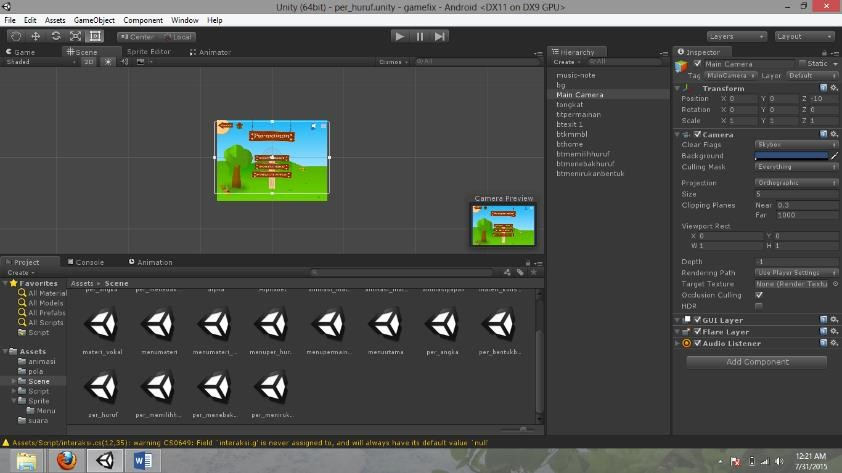 Unity (64bit) - per_huruf.unity - gamefix - Android <DX11 on DX9 GPU>
File Edit Assets GameObject Component Window Help
Center Local Layers Layout
Game Scene Sprite Editor Animator
Shaded 2D Gizmos All
Permainan
Camera Preview
Hierarchy
Create All
music-note
bg
Main Camera
tongkat
titpermainan
btexit 1
btkmmbl
bthome
btmemilihhuruf
btmenebakhuruf
btmenirukanbentuk
Inspector
Main Camera Static
Tag MainCamera Layer Default
Transform
Position X 0 Y 0 Z -10
Rotation X 0 Y 0 Z 0
Scale X 1 Y 1 Z 1
Camera
Clear Flags Skybox
Background
Culling Mask Everything
Projection Orthographic
Size 5
Clipping Planes Near 0.3
Far 1000
Viewport Rect
X 0 Y 0
W 1 H 1
Depth -1
Rendering Path Use Player Settings
Target Texture None (Render Textu
Occlusion Culling
HDR
GUI Layer
Flare Layer
Audio Listener
Add Component
Project Console Animation
Create
Favorites
All Material
All Models
All Prefabs
All Scripts
Script
Assets
animasi
pola
Scene
Script
Sprite
Menu
suara
Assets ▸ Scene
materi_vokal menumateri menumateri_... menuper_hur... menupermain... menuutama per_angka per_bentukb...
per_huruf per_memilihh... per_menebak... per_meniruk...
Assets/Script/interaksi.cs(12,35): warning CS0649: Field `interaksi.g' is never assigned to, and will always have its default value `null'
12:21 AM
7/31/2015